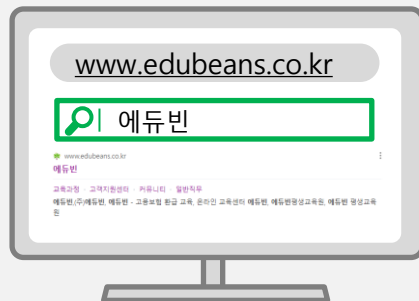 www.edubeans.co.kr
에듀빈
www.edubeans.co.kr
에듀빈
교육과정 · 고객지원센터 · 커뮤니티 · 일반직무
에듀빈,(주)에듀빈, 에듀빈 - 고용보험 환급 교육, 온라인 교육센터 에듀빈, 에듀빈평생교육원, 에듀빈 평생교육
원